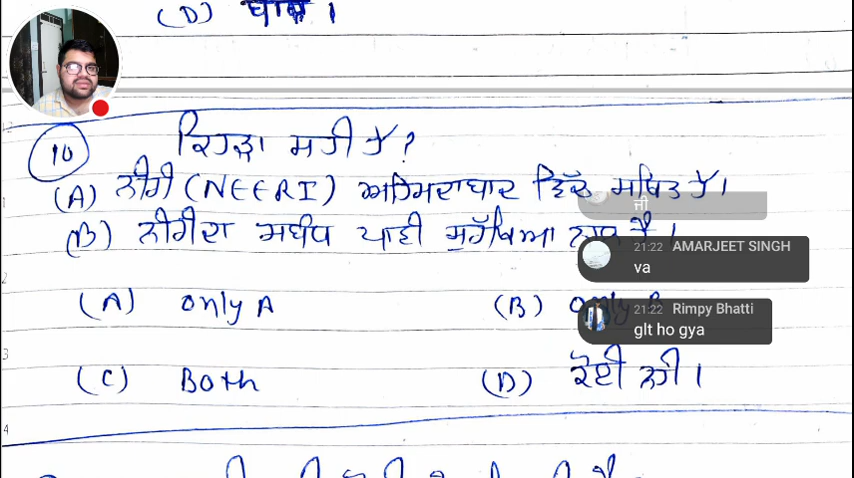 (D) ਘਾਬ।
10 ਕਿਹੜਾ ਸਹੀ ਹੈ?
(A) ਨੀਰੀ (NEERI) ਅਹਿਮਦਾਬਾਦ ਵਿੱਚ ਸਥਿਤ ਹੈ।
ਜੀ
(B) ਨੀਰੀ ਦਾ ਸਬੰਧ ਪਾਣੀ ਸੁਰੱਖਿਆ ਨਾਲ ਹੈ।
21:22 AMARJEET SINGH
va
(A) only A
(B) only B
21:22 Rimpy Bhatti
glt ho gya
(C) Both
(D) ਕੋਈ ਨਹੀ।